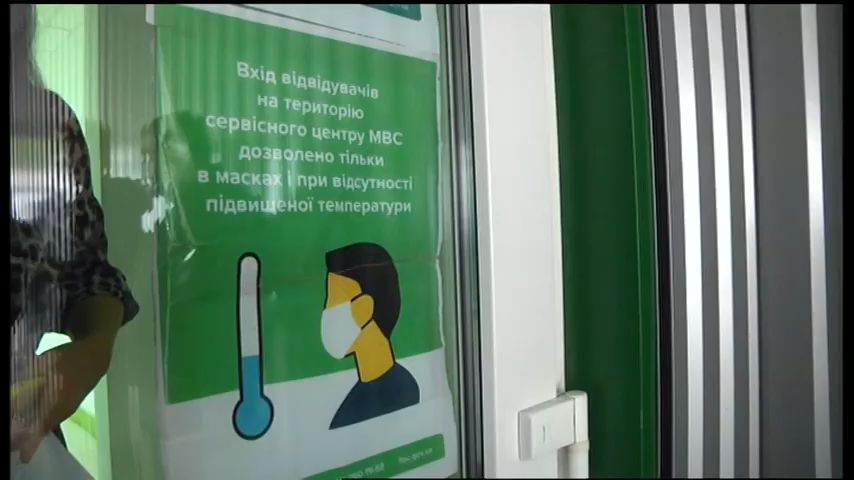 Вхід відвідувачів
на територію
сервісного центру МВС
дозволено тільки
в масках і при відсутності
підвищеної температури